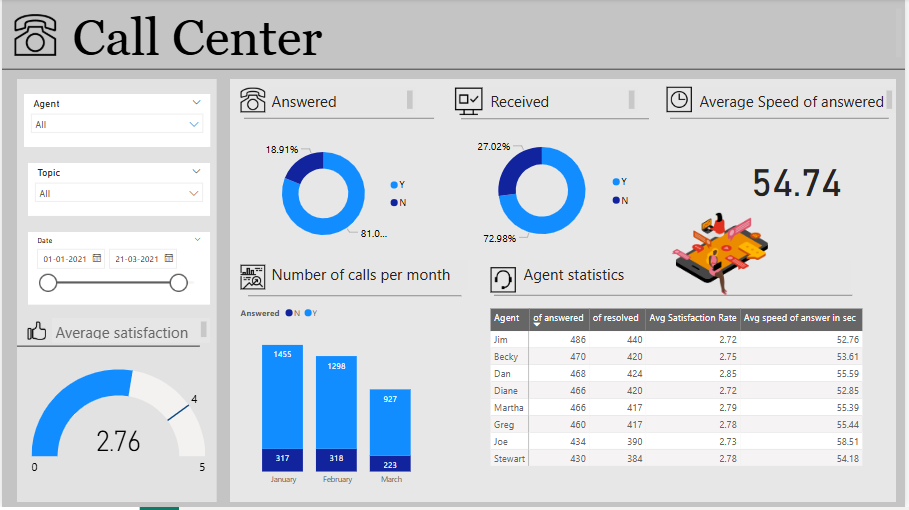 Call Center
Agent
All
Topic
All
Date
01-01-2021 21-03-2021
Average satisfaction
2.76
0
4
5
Answered
18.91%
81.0...
Y
N
Received
27.02%
72.98%
Y
N
Average Speed of answered
54.74
Number of calls per month
Answered N Y
1455
1298
927
317
318
223
January February March
Agent statistics
Agent of answered of resolved Avg Satisfaction Rate Avg speed of answer in sec
Jim 486 440 2.72 52.76
Becky 470 420 2.75 53.61
Dan 468 424 2.85 55.59
Diane 466 420 2.72 52.85
Martha 466 417 2.79 55.39
Greg 460 417 2.78 55.44
Joe 434 390 2.73 58.51
Stewart 430 384 2.78 54.18